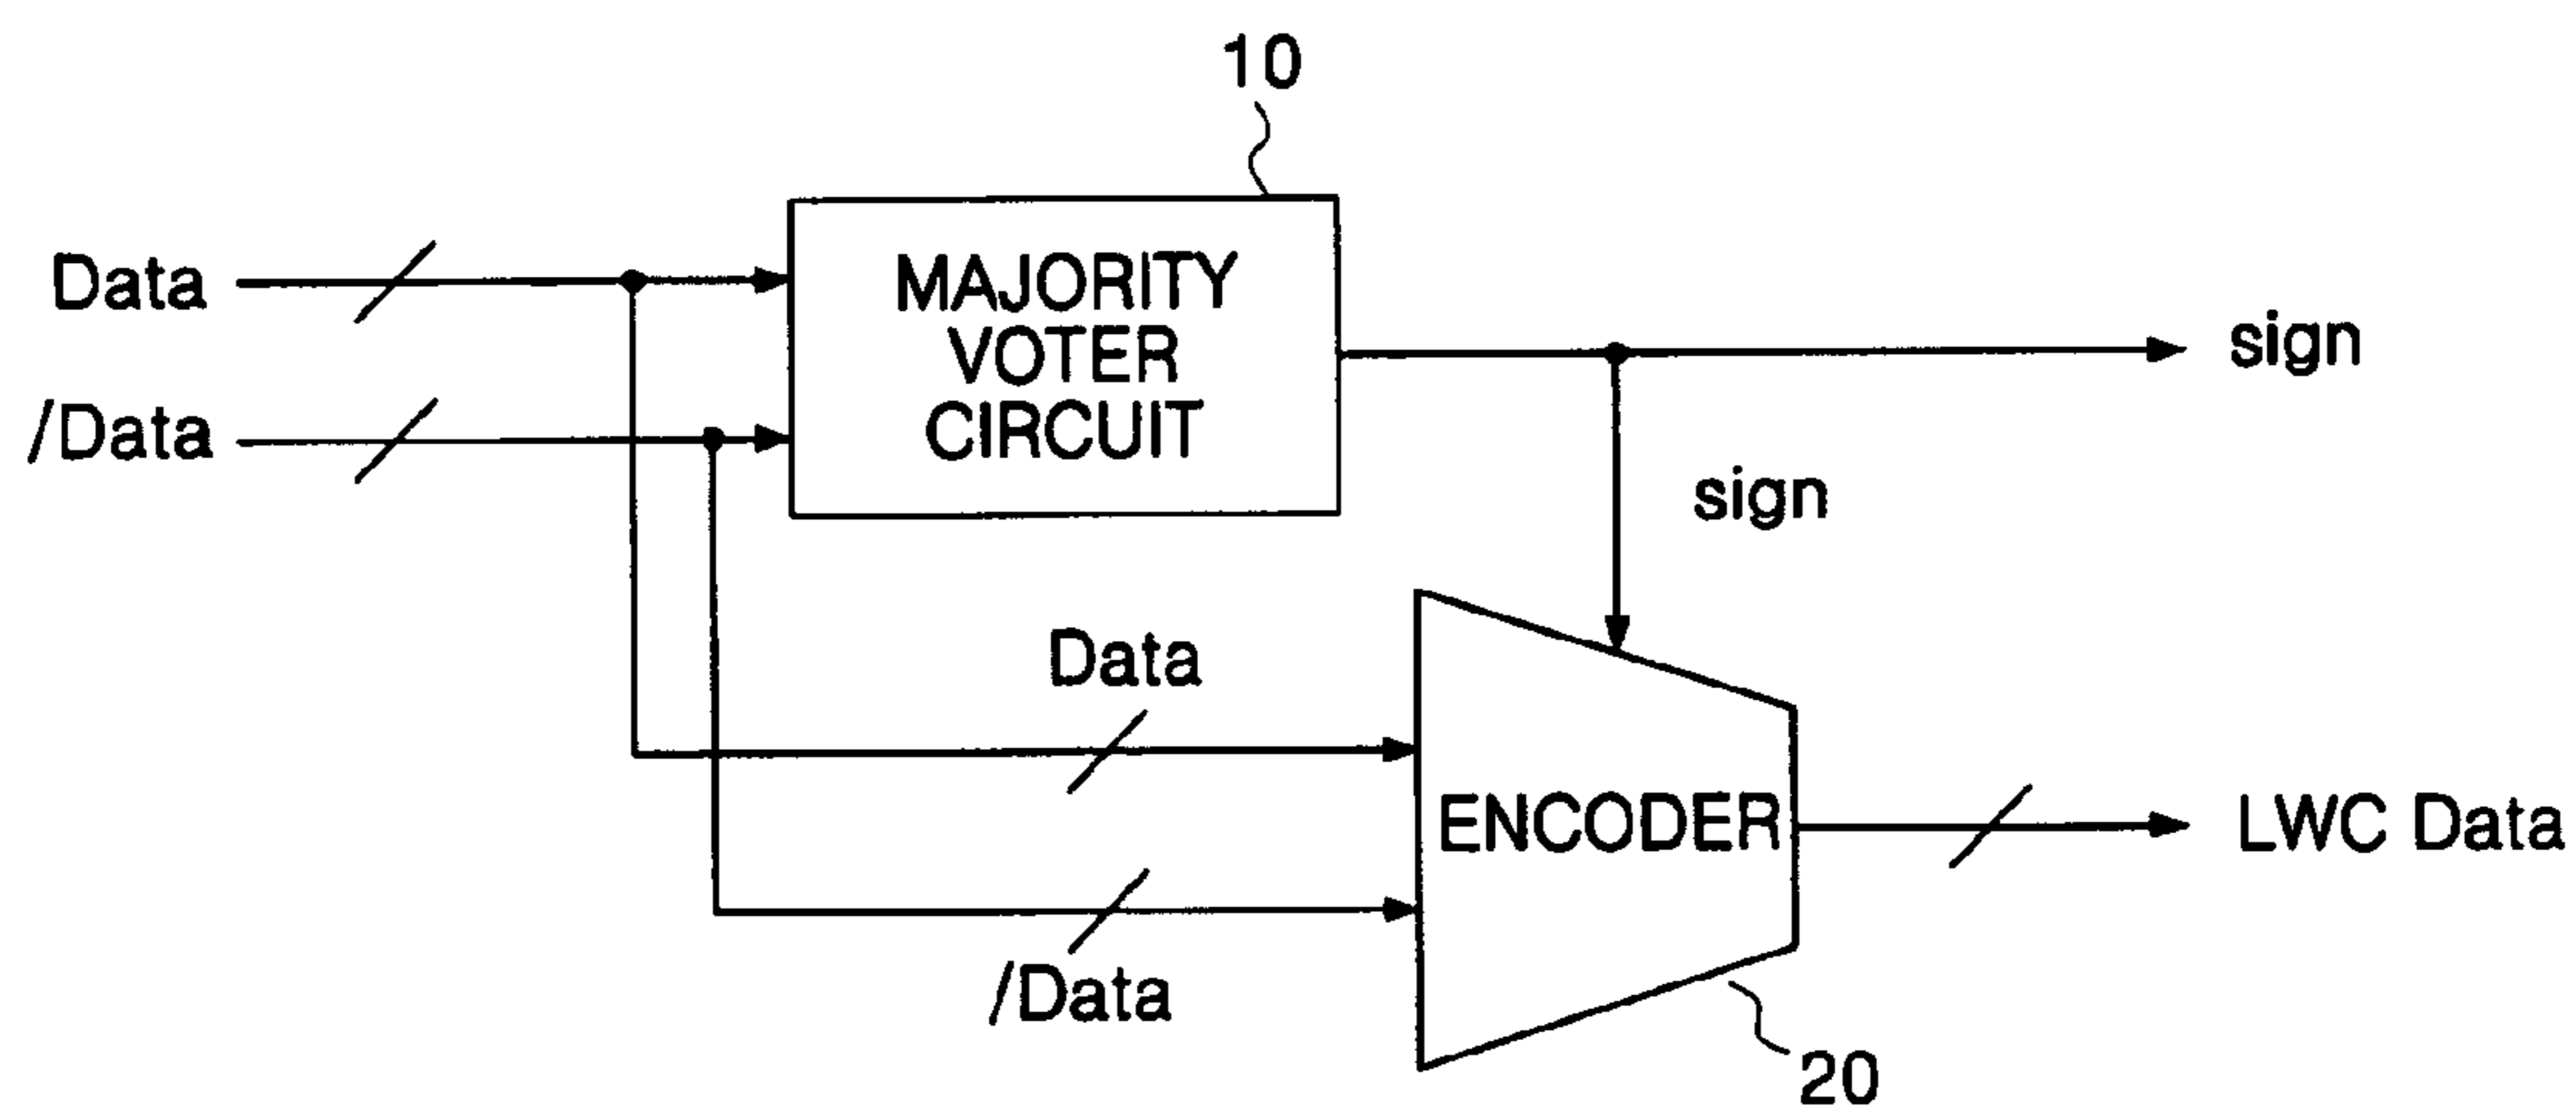 10
Data
/Data
MAJORITY
VOTER
CIRCUIT
sign
sign
Data
/Data
ENCODER
LWC Data
20